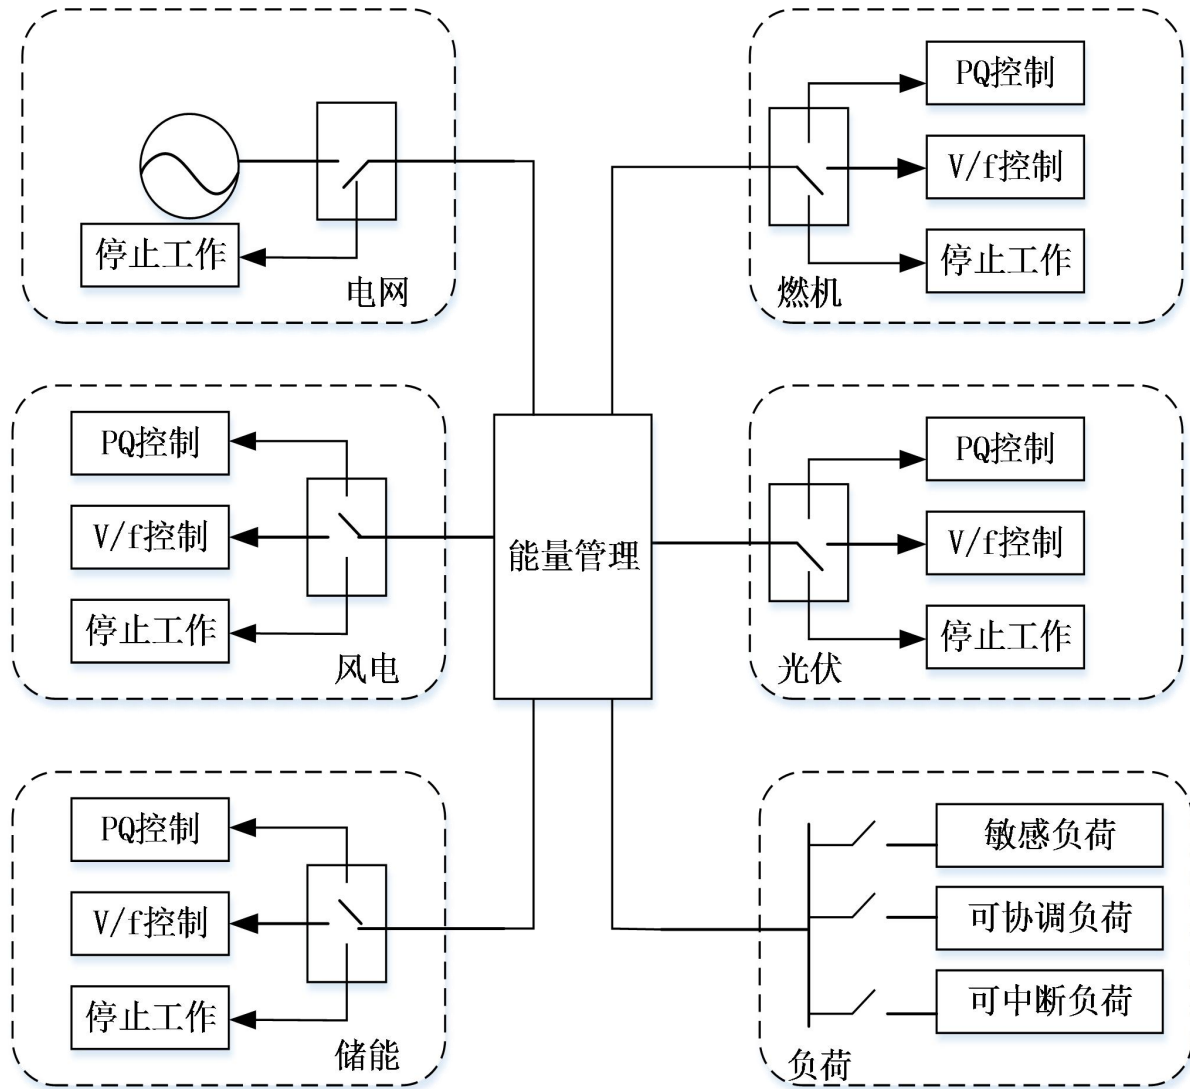 停止工作
电网
PQ控制
V/f控制
停止工作
燃机
PQ控制
V/f控制
停止工作
风电
能量管理
PQ控制
V/f控制
停止工作
光伏
PQ控制
V/f控制
停止工作
储能
敏感负荷
可协调负荷
可中断负荷
负荷